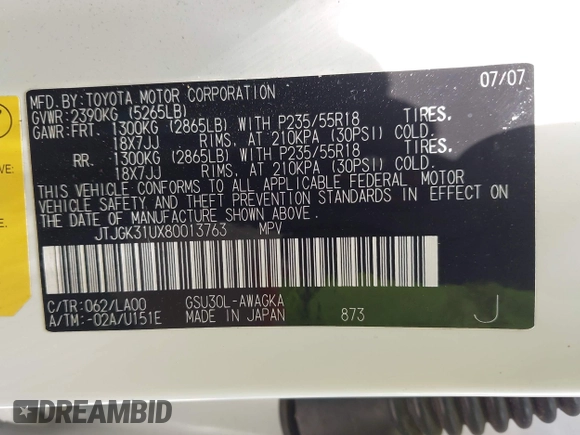 07/07
MFD.BY:TOYOTA MOTOR CORPORATION
GVWR:2390KG (5265LB)
GAWR:FRT. 1300KG (2865LB) WITH P235/55R18 TIRES,
18X7JJ RIMS, AT 210KPA (30PSI) COLD.
RR. 1300KG (2865LB) WITH P235/55R18 TIRES,
18X7JJ RIMS, AT 210KPA (30PSI) COLD.
THIS VEHICLE CONFORMS TO ALL APPLICABLE FEDERAL MOTOR
VEHICLE SAFETY AND THEFT PREVENTION STANDARDS IN EFFECT ON
THE DATE OF MANUFACTURE SHOWN ABOVE.
JTJGK31UX80013763 MPV
C/TR:062/LA00 GSU30L-AWAGKA
A/TM:-02A/U151E MADE IN JAPAN 873 J
DREAMBID